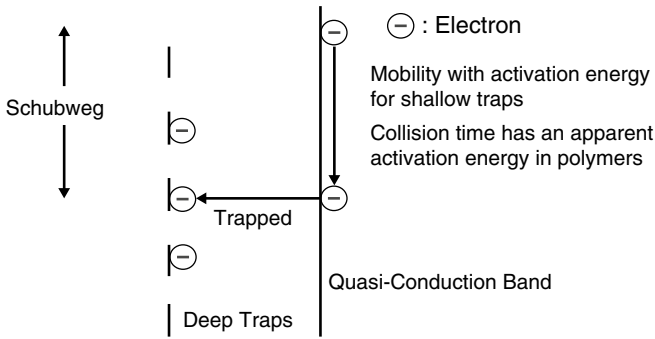 : Electron
Mobility with activation energy
for shallow traps
Collision time has an apparent
activation energy in polymers
Schubweg
Trapped
Quasi-Conduction Band
Deep Traps